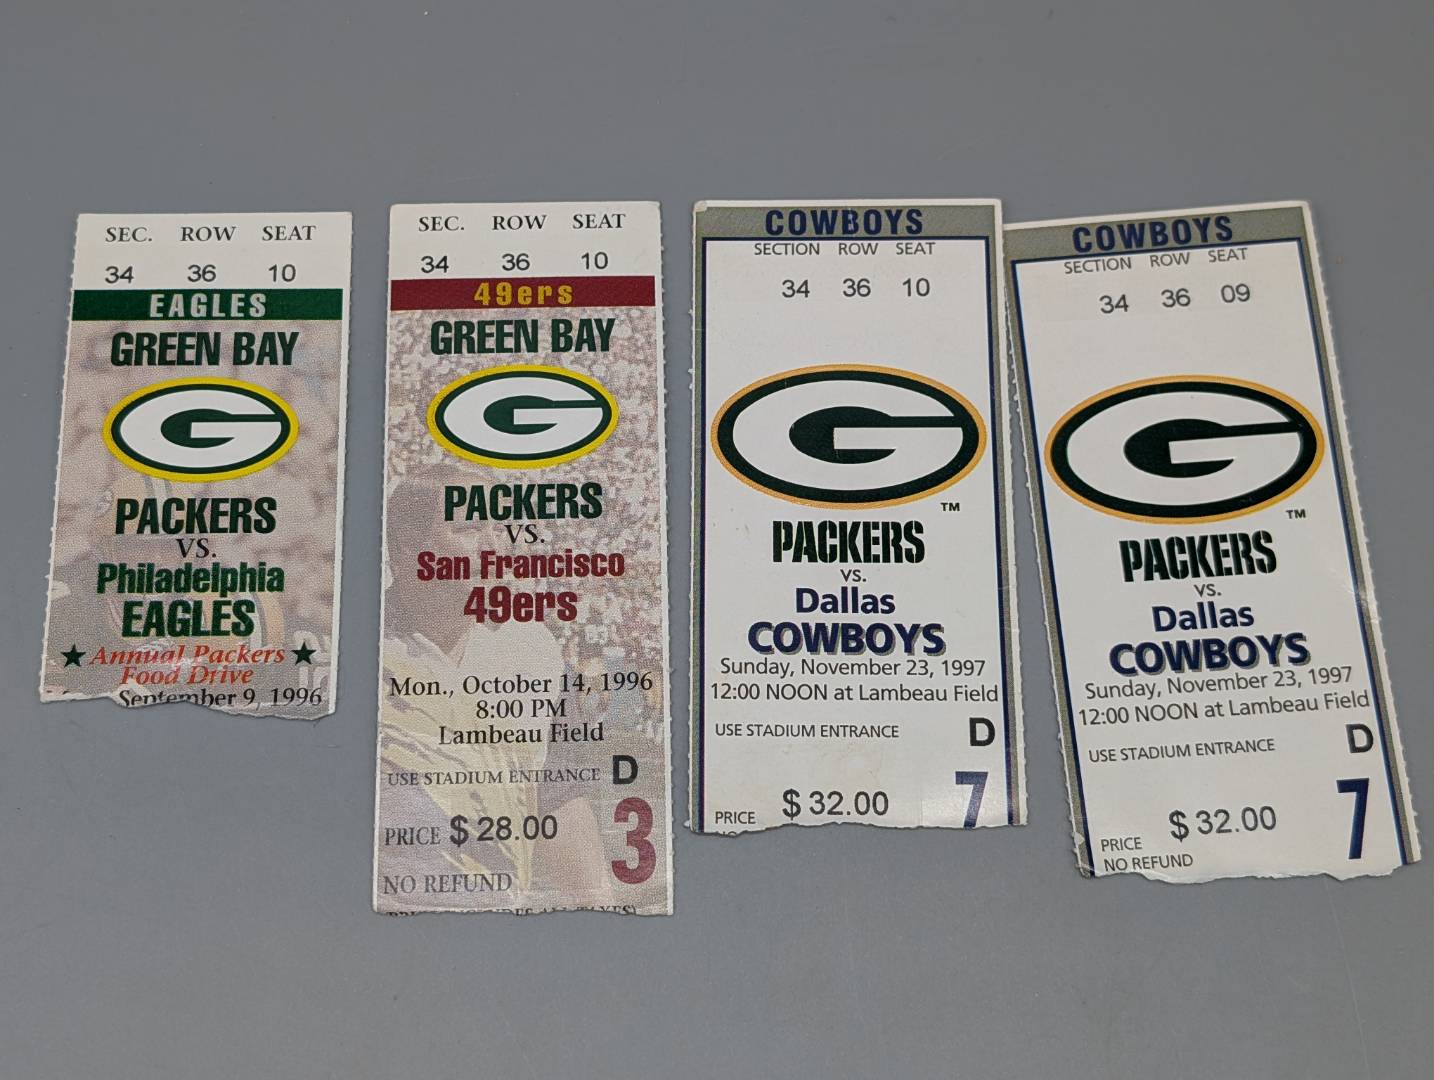 SEC. ROW SEAT
34 36 10
EAGLES
GREEN BAY
G
PACKERS
VS.
Philadelphia
EAGLES
★ Annual Packers ★
Food Drive
September 9, 1996
SEC. ROW SEAT
34 36 10
49ers
GREEN BAY
G
PACKERS
VS.
San Francisco
49ers
Mon., October 14, 1996
8:00 PM
Lambeau Field
USE STADIUM ENTRANCE D
PRICE $ 28.00
3
NO REFUND
COWBOYS
SECTION ROW SEAT
34 36 10
G
TM
PACKERS
VS.
Dallas
COWBOYS
Sunday, November 23, 1997
12:00 NOON at Lambeau Field
USE STADIUM ENTRANCE D
7
PRICE $ 32.00
COWBOYS
SECTION ROW SEAT
34 36 09
G
TM
PACKERS
VS.
Dallas
COWBOYS
Sunday, November 23, 1997
12:00 NOON at Lambeau Field
USE STADIUM ENTRANCE D
7
PRICE $ 32.00
NO REFUND